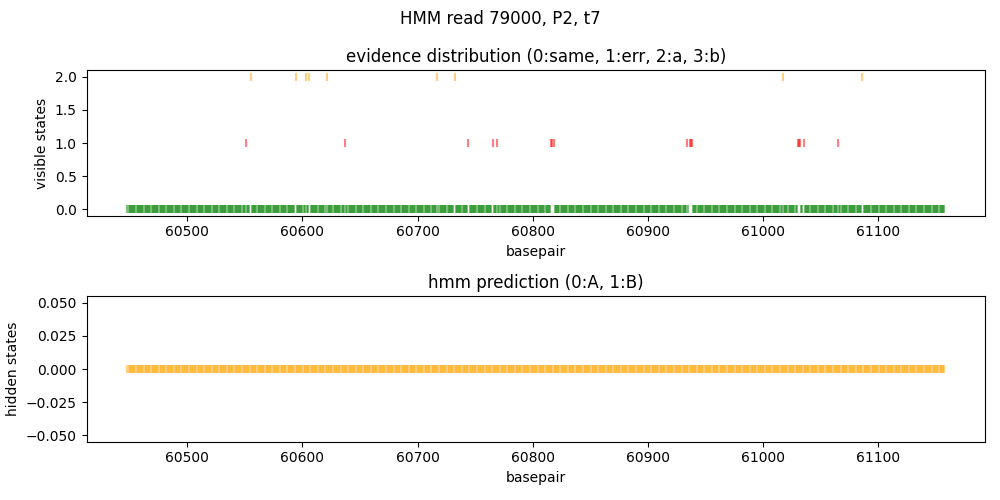 HMM read 79000, P2, t7
evidence distribution (0:same, 1:err, 2:a, 3:b)
visible states
2.0
1.5
1.0
0.5
0.0
60500 60600 60700 60800 60900 61000 61100
basepair
hmm prediction (0:A, 1:B)
hidden states
0.050
0.025
0.000
−0.025
−0.050
60500 60600 60700 60800 60900 61000 61100
basepair